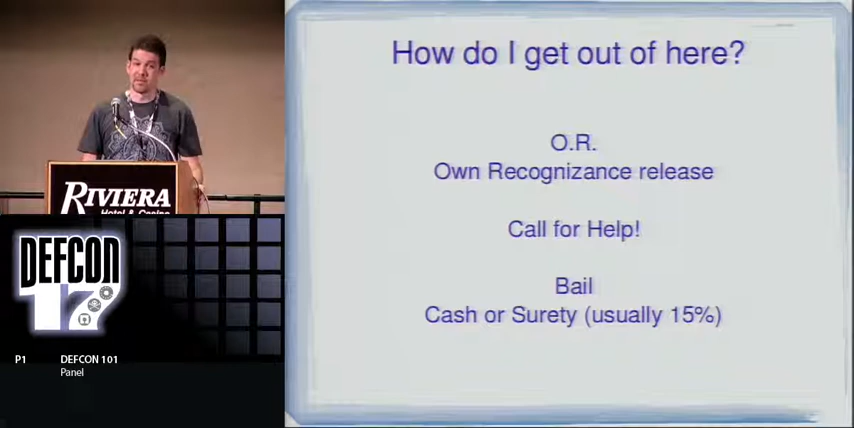 How do I get out of here?
O.R.
Own Recognizance release
Call for Help!
Bail
Cash or Surety (usually 15%)
RIVIERA
Hotel & Casino
DEFCON
17
P1 DEFCON 101
Panel